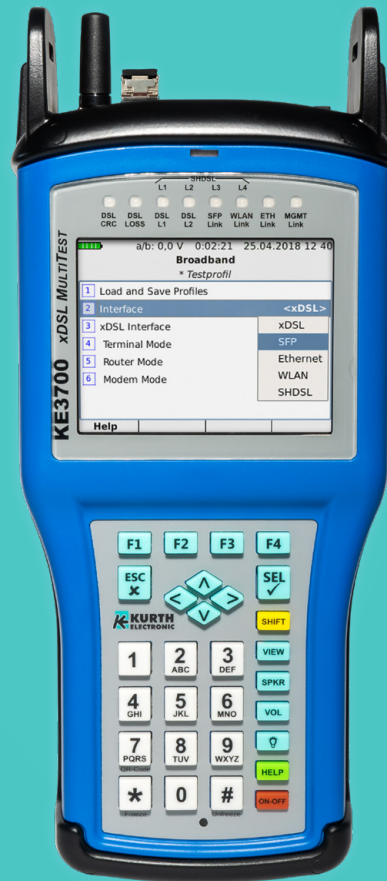 SHDSL
L1 L2 L3 L4
DSL CRC DSL LOSS DSL L1 DSL L2 SFP Link WLAN Link ETH Link MGMT Link
KE3700 xDSL MULTITEST
a/b: 0,0 V 0:02:21 25.04.2018 12 40
Broadband
* Testprofil
1 Load and Save Profiles
2 Interface <xDSL>
3 xDSL Interface
4 Terminal Mode
5 Router Mode
6 Modem Mode
xDSL
SFP
Ethernet
WLAN
SHDSL
Help
F1 F2 F3 F4
ESC
SEL
KURTH
ELECTRONIC
SHIFT
1 2 3
ABC DEF
VIEW
SPKR
4 5 6
GHI JKL MNO
VOL
7 8 9
PQRS TUV WXYZ
QR-Code
HELP
* 0 #
Freeze Unfreeze
ON-OFF